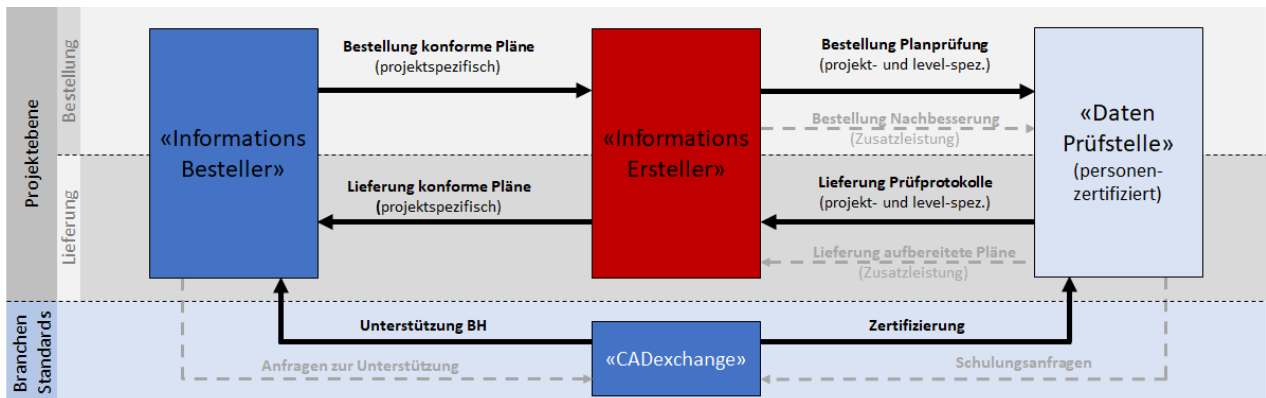 Projektebene
Bestellung
Lieferung
Branchen
Standards
«Informations
Besteller»
Bestellung konforme Pläne
(projektspezifisch)
Lieferung konforme Pläne
(projektspezifisch)
«Informations
Ersteller»
Bestellung Planprüfung
(projekt- und level-spez.)
Bestellung Nachbesserung
(Zusatzleistung)
Lieferung Prüfprotokolle
(projekt- und level-spez.)
Lieferung aufbereitete Pläne
(Zusatzleistung)
«Daten
Prüfstelle»
(personen-
zertifiziert)
Unterstützung BH
Anfragen zur Unterstützung
«CADexchange»
Zertifizierung
Schulungsanfragen